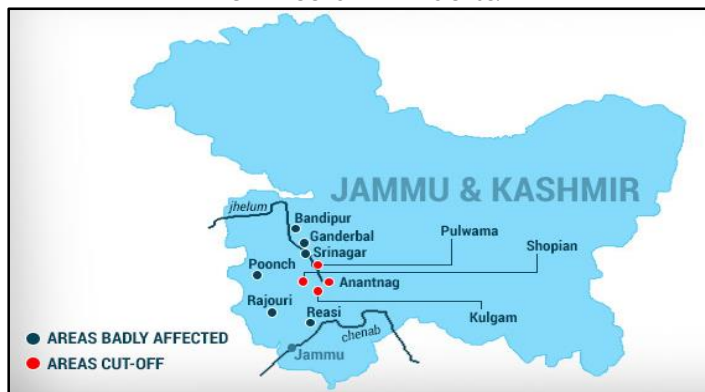 JAMMU & KASHMIR
jhelum
Bandipur
Ganderbal
Srinagar
Pulwama
Shopian
Poonch
Anantnag
Rajouri
Reasi
Kulgam
chenab
Jammu
AREAS BADLY AFFECTED
AREAS CUT-OFF